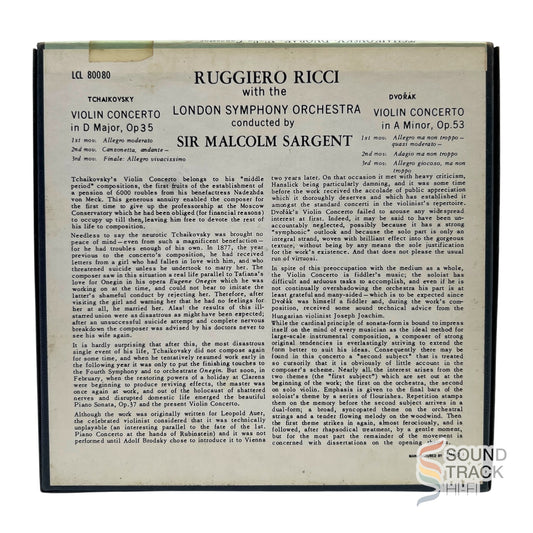 LCL 80080
RUGGIERO RICCI
with the
LONDON SYMPHONY ORCHESTRA
conducted by
SIR MALCOLM SARGENT
TCHAIKOVSKY
VIOLIN CONCERTO
in D Major, Op 35
1st mov: Allegro moderato
2nd mov: Canzonetta, andante—
3rd mov: Finale: Allegro vivacissimo
DVOŘÁK
VIOLIN CONCERTO
in A Minor, Op.53
1st mov: Allegro ma non troppo—
quasi moderato—
2nd mov: Adagio ma non troppo
3rd mov: Allegro giocoso, ma non
troppo
Tchaikovsky's Violin Concerto belongs to his "middle
period" compositions, the first fruits of the establishment of
a pension of 6000 roubles from his benefactress Nadezhda
von Meck. This generous annuity enabled the composer for
the first time to give up the professorship at the Moscow
Conservatory which he had been obliged (for financial reasons)
to occupy up till then, leaving him free to devote the rest of
his life to composition.
Needless to say the neurotic Tchaikovsky was brought no
peace of mind—even from such a magnificent benefaction—
for he had troubles enough of his own. In 1877, the year
previous to the concerto's composition, he had received
letters from a girl who had fallen in love with him, and who
threatened suicide unless he undertook to marry her. The
composer saw in this situation a real life parallel to Tatiana's
love for Onegin in his opera Eugene Onegin which he was
working on at the time, and could not bear to imitate the
latter's shameful conduct by rejecting her. Therefore, after
visiting the girl and warning her that he had no feelings for
her at all, he married her. Alas! the results of this ill-
starred union were as disastrous as might have been expected;
after an unsuccessful suicide attempt and complete nervous
breakdown the composer was advised by his doctors never to
see his wife again.
It is hardly surprising that after this, the most disastrous
single event of his life, Tchaikovsky did not compose again
for some time, and when he tentatively resumed work early in
the following year it was only to put the finishing touches to
the Fourth Symphony and to orchestrate Onegin. But soon, in
February, when the restoring powers of a holiday at Clarens
were beginning to produce reviving effects, the master was
once again at work, and out of the holocaust of shattered
nerves and disrupted domestic life emerged the beautiful
Piano Sonata, Op.37 and the present Violin Concerto.
Although the work was originally written for Leopold Auer,
the celebrated violinist considered that it was technically
unplayable (an interesting parallel to the fate of the 1st.
Piano Concerto at the hands of Rubinstein) and it was not
performed until Adolf Brodsky chose to introduce it to Vienna
two years later. On that occasion it met with heavy criticism,
Hanslick being particularly damning, and it was some time
before the work received the accolade of public appreciation
which it thoroughly deserves and which has established it
amongst the standard concerti in the violinist's repertoire.
Dvořák's Violin Concerto failed to arouse any widespread
interest at first. Indeed, it may be said to have been un-
accountably neglected, possibly because it has a strong
"symphonic" outlook and because the solo part is only an
integral strand, woven with brilliant effect into the gorgeous
texture, without being by any means the sole justification
for the work's existence. And that does not please the usual
run of virtuosi.
In spite of this preoccupation with the medium as a whole,
the Violin Concerto is fiddler's music; the soloist has
difficult and arduous tasks to accomplish, and even if he is
not continually overshadowing the orchestra his part is at
least grateful and many-sided—which is to be expected since
Dvořák was himself a fiddler and, during the work's com-
position, received some sound technical advice from the
Hungarian violinist Joseph Joachim.
While the cardinal principle of sonata-form is bound to impress
itself on the mind of every musician as the ideal method for
large-scale instrumental composition, a composer of strong
original tendencies is everlastingly striving to extend the
form better to suit his ideas. Consequently there may be
found in this concerto a "second subject" that is treated
so cursorily that it is obviously of little account in the
composer's scheme. Nearly all the interest arises from the
two themes (the "first subject") which are set out at the
beginning of the work; the first on the orchestra, the second
on solo violin. Emphasis is given to the final bars of the
soloist's theme by a series of flourishes. Repetition stamps
them on the memory before the second subject arrives in a
dual-form; a broad, syncopated theme on the orchestral
strings and a tender flowing melody on the woodwind. Then
the first theme strikes in again, almost ferociously, and is
followed, after rhapsodical treatment, by a gentle moment,
but for the most part the remainder of the movement is
concerned with dissertations on the opening
SOUND
TRACK
HIFI